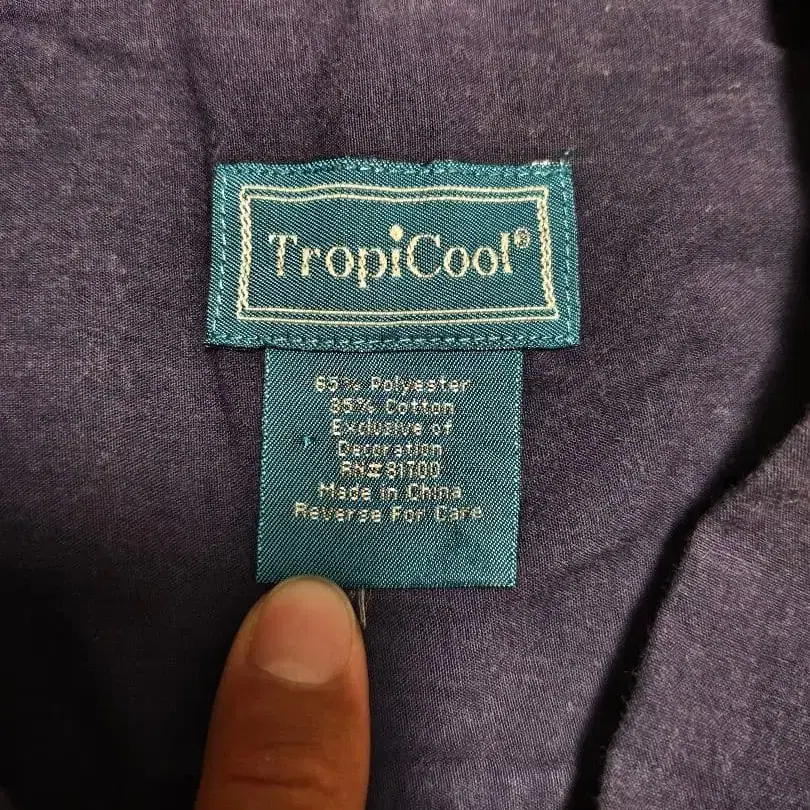 TropiCool®
65% Polyester
35% Cotton
Exclusive of
Decoration
RN# 81700
Made in China
Reverse For Care